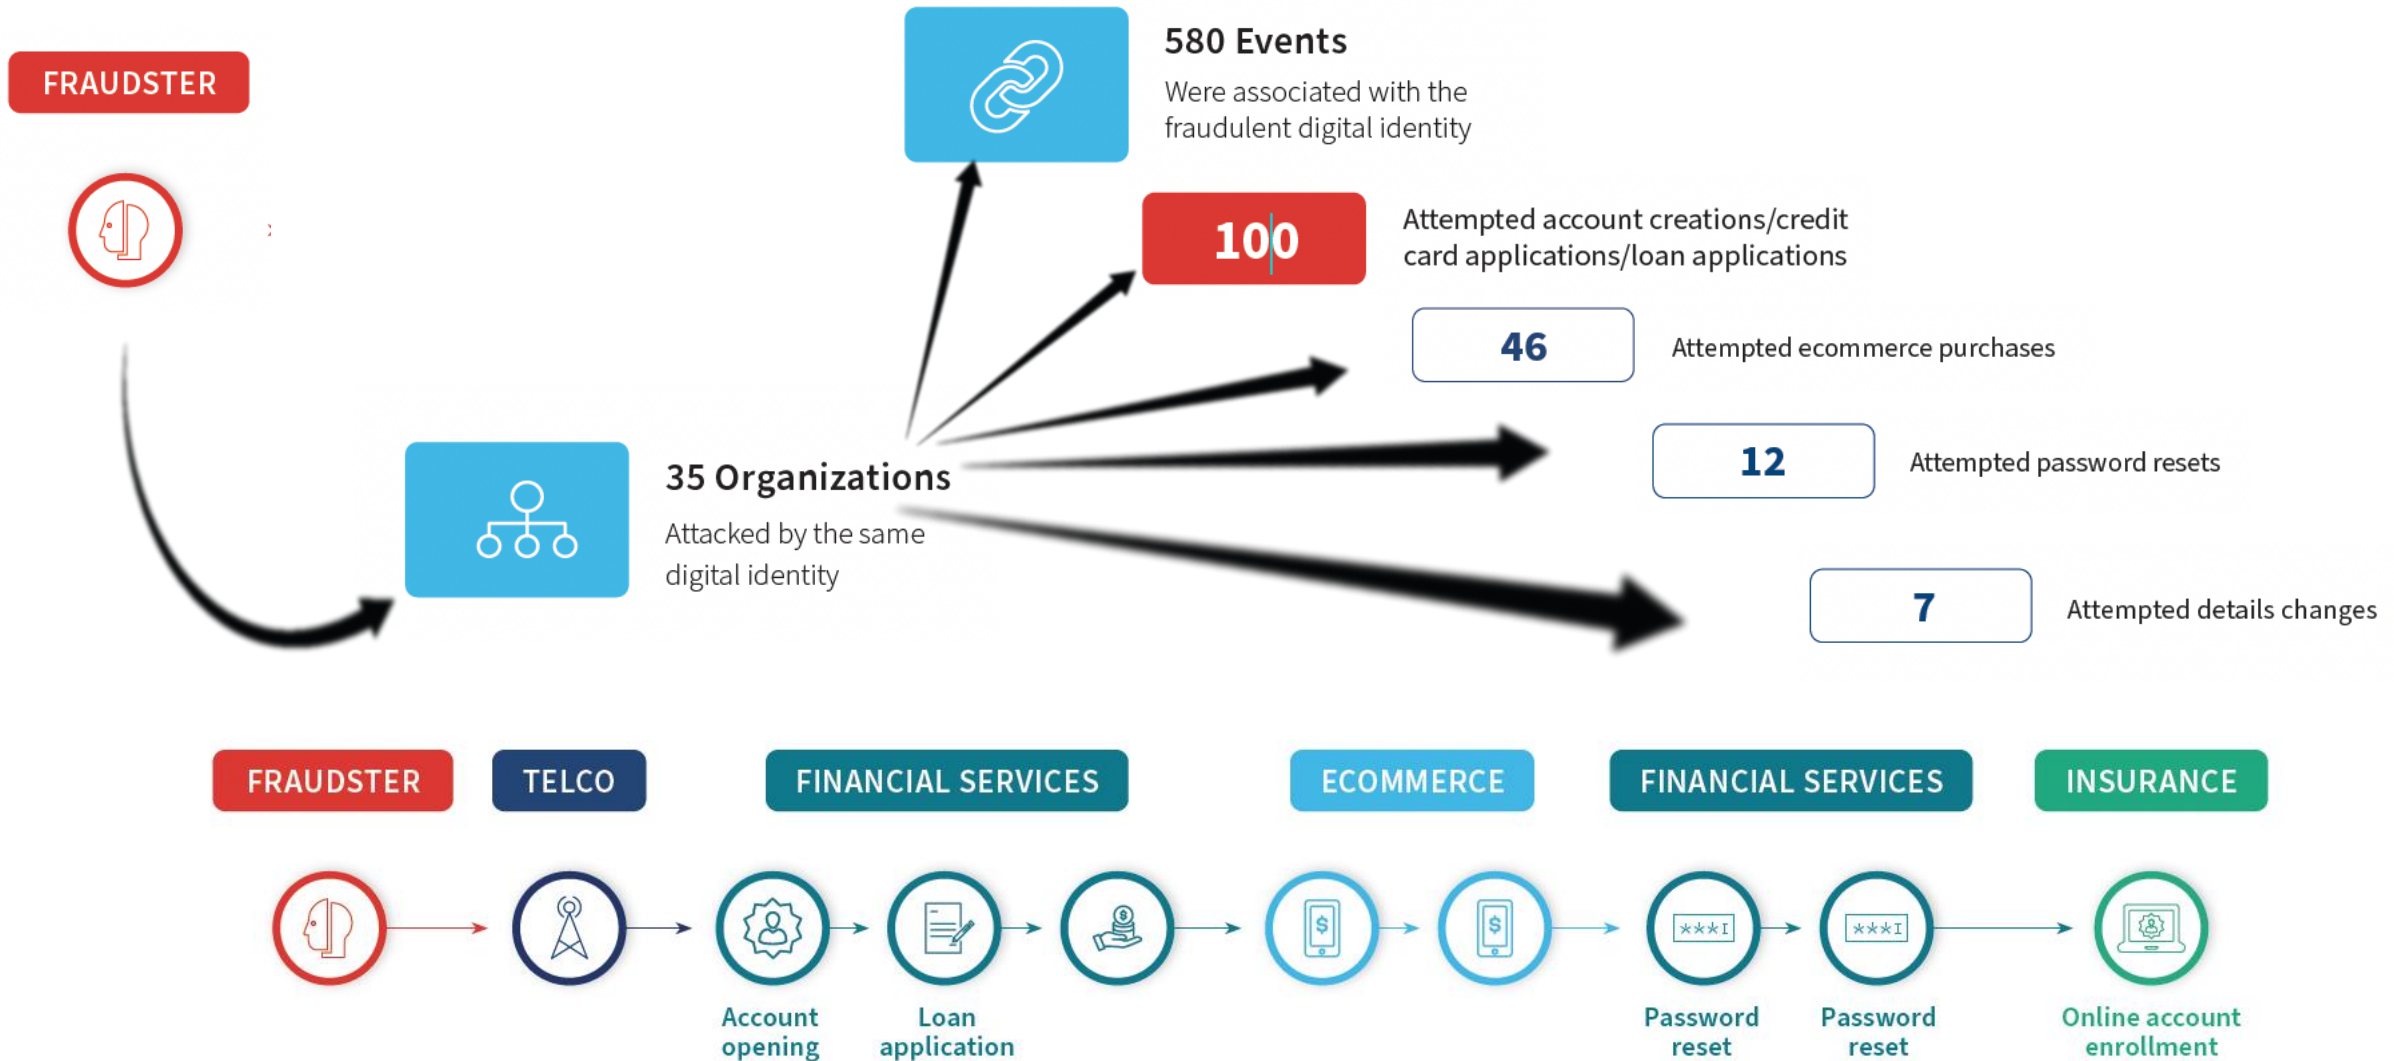 FRAUDSTER
580 Events
Were associated with the
fraudulent digital identity
100
Attempted account creations/credit
card applications/loan applications
46
Attempted ecommerce purchases
12
Attempted password resets
35 Organizations
Attacked by the same
digital identity
7
Attempted details changes
FRAUDSTER
TELCO
FINANCIAL SERVICES
ECOMMERCE
FINANCIAL SERVICES
INSURANCE
$
$
$
***I
***I
Account
opening
Loan
application
Password
reset
Password
reset
Online account
enrollment